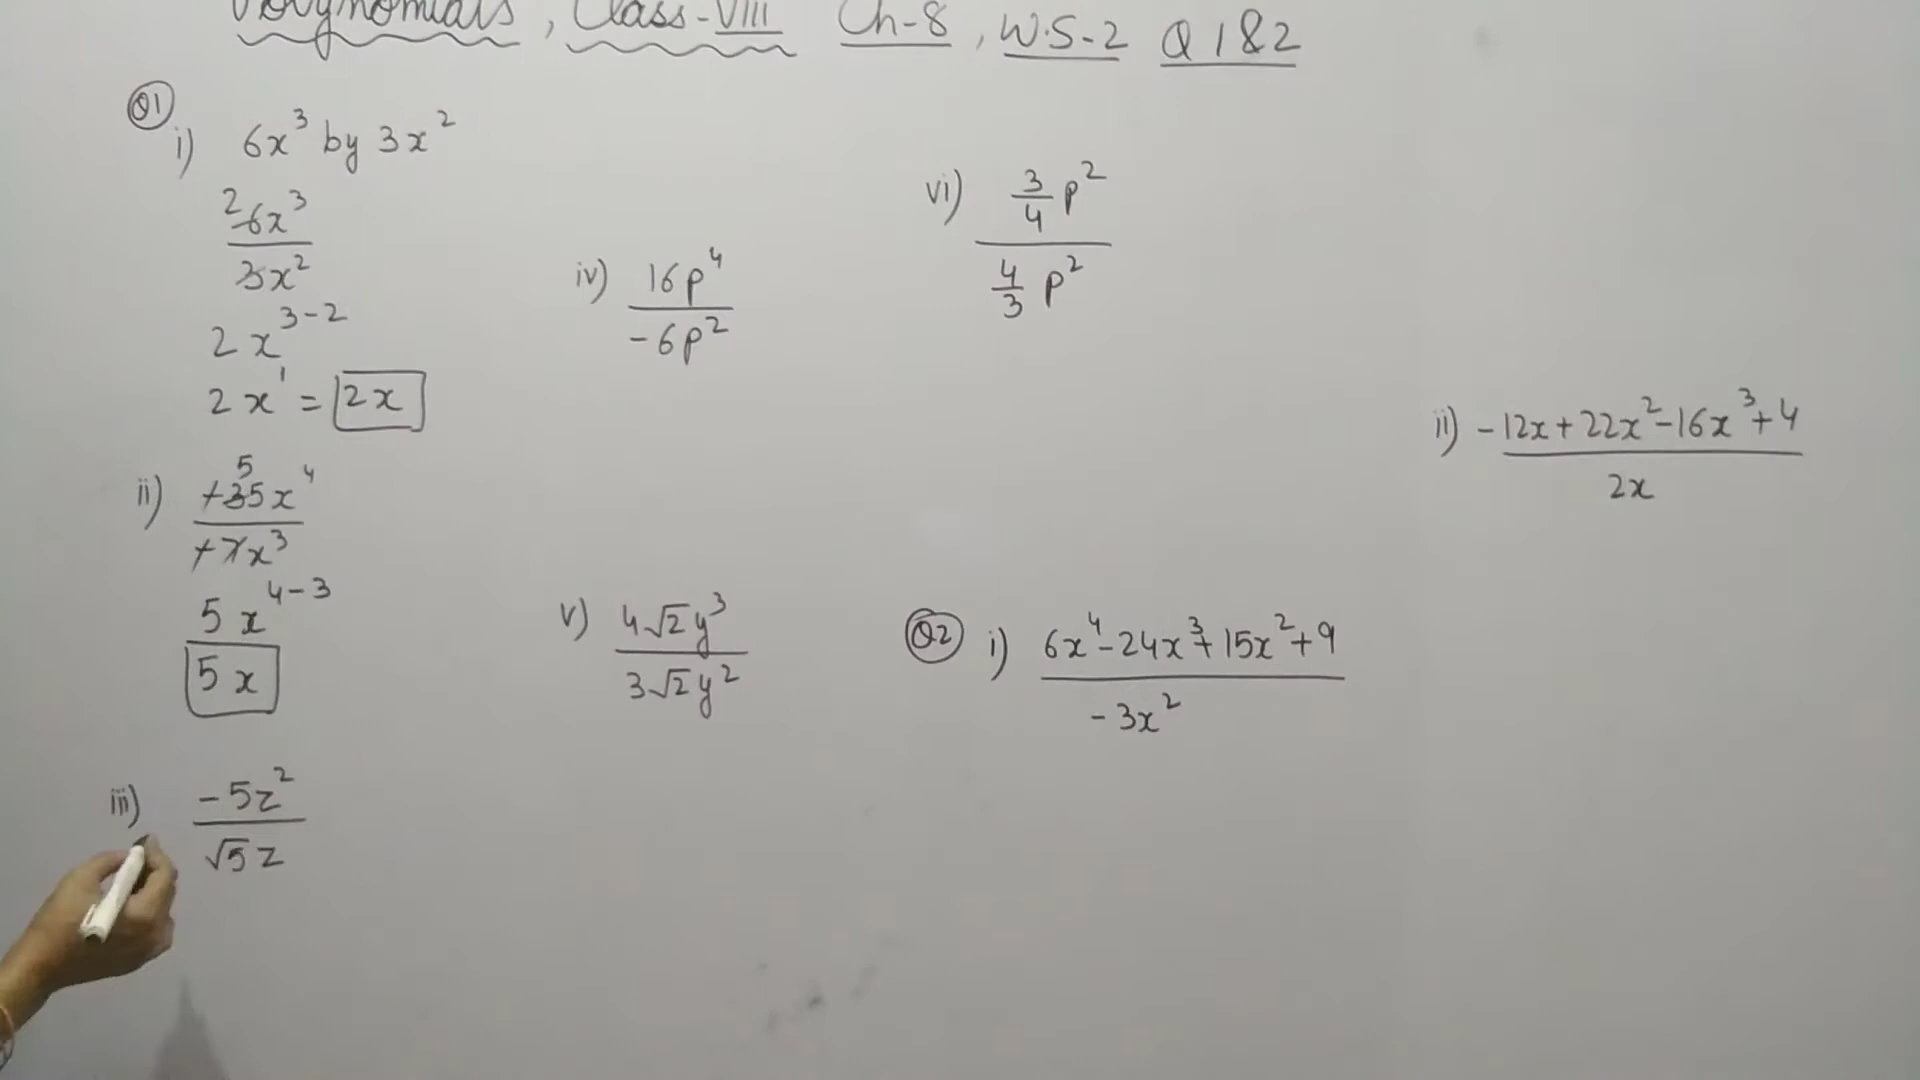 Polynomials, Class-VIII Ch-8, W.S-2 Q 1&2
Q1
i) 6x³ by 3x²
2
6x³
3x²
2x³⁻²
2x¹ = 2x
ii) 5
-35x⁴
-7x³
5x⁴⁻³
5x
iii) -5z²
√5z
iv) 16p⁴
-6p²
v) 4√2y³
3√2y²
vi) 3/4 p²
4/3 p²
Q2 i) 6x⁴-24x³+15x²+9
-3x²
ii) -12x+22x²-16x³+4
2x